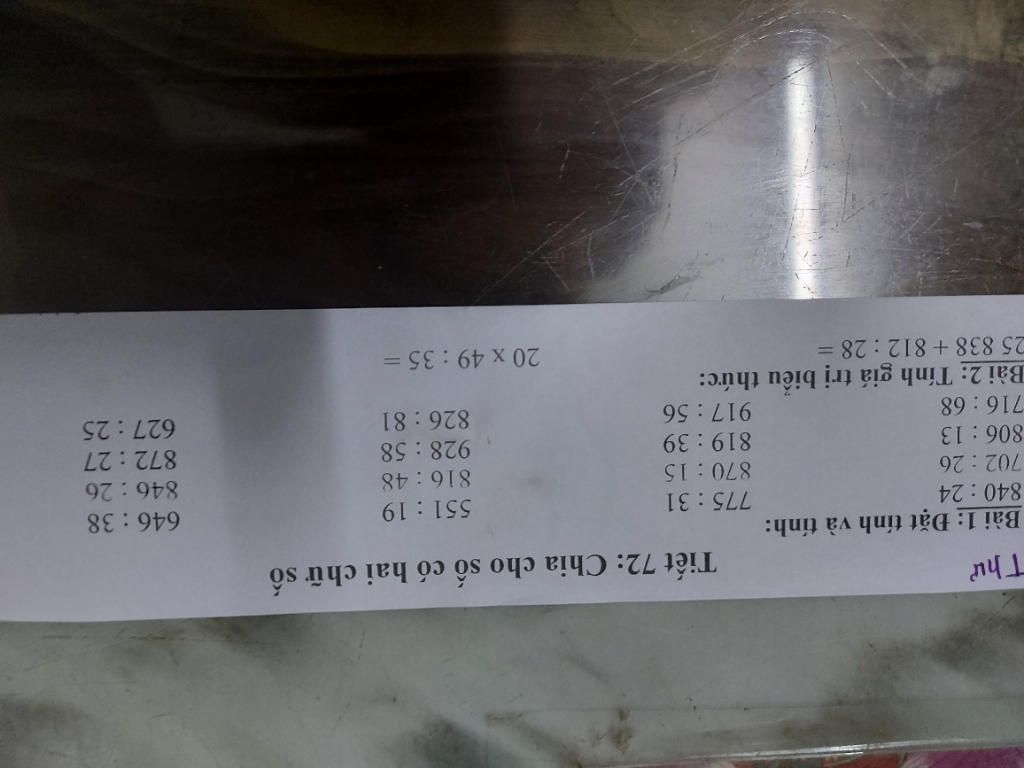 Thư
Tiết 72: Chia cho số có hai chữ số
Bài 1: Đặt tính và tính:
840 : 24 775 : 31 551 : 19 646 : 38
702 : 26 870 : 15 816 : 48 846 : 26
806 : 13 819 : 39 928 : 58 872 : 27
716 : 68 917 : 56 826 : 81 627 : 25
Bài 2: Tính giá trị biểu thức:
25 838 + 812 : 28 = 20 x 49 : 35 =